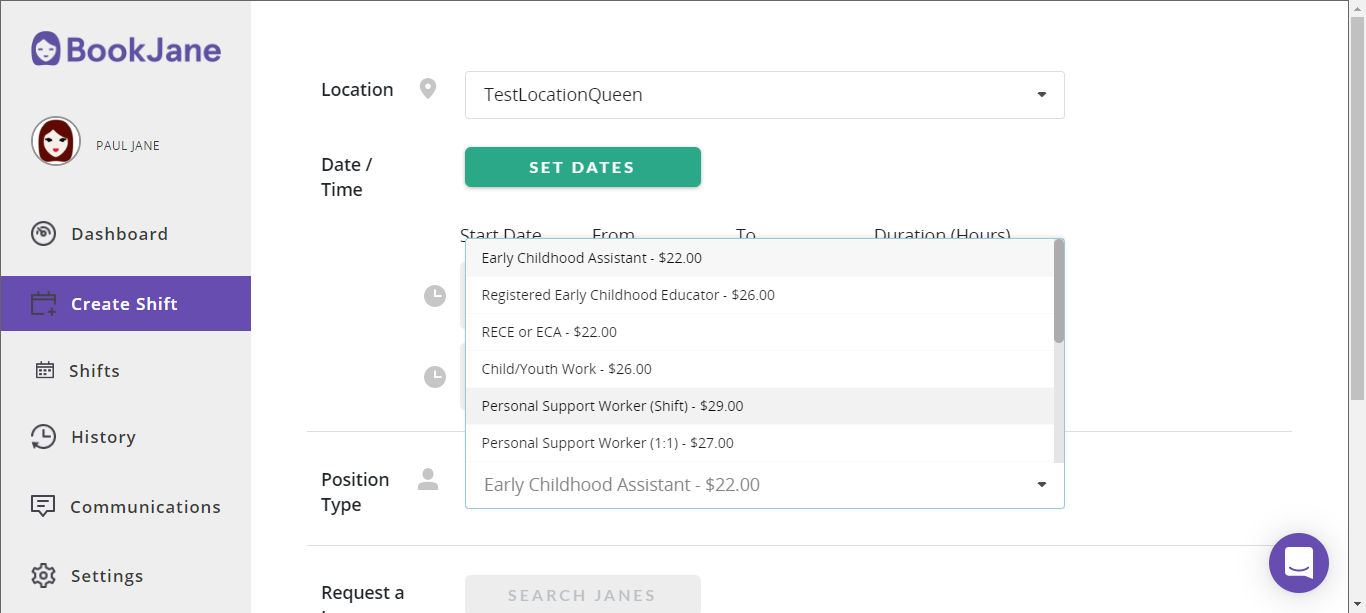 BookJane
PAUL JANE
Dashboard
Create Shift
Shifts
History
Communications
Settings
Location
TestLocationQueen
Date /
Time
SET DATES
Start Date From To Duration (Hours)
Early Childhood Assistant - $22.00
Registered Early Childhood Educator - $26.00
RECE or ECA - $22.00
Child/Youth Work - $26.00
Personal Support Worker (Shift) - $29.00
Personal Support Worker (1:1) - $27.00
Position
Type
Early Childhood Assistant - $22.00
Request a
SEARCH JANES